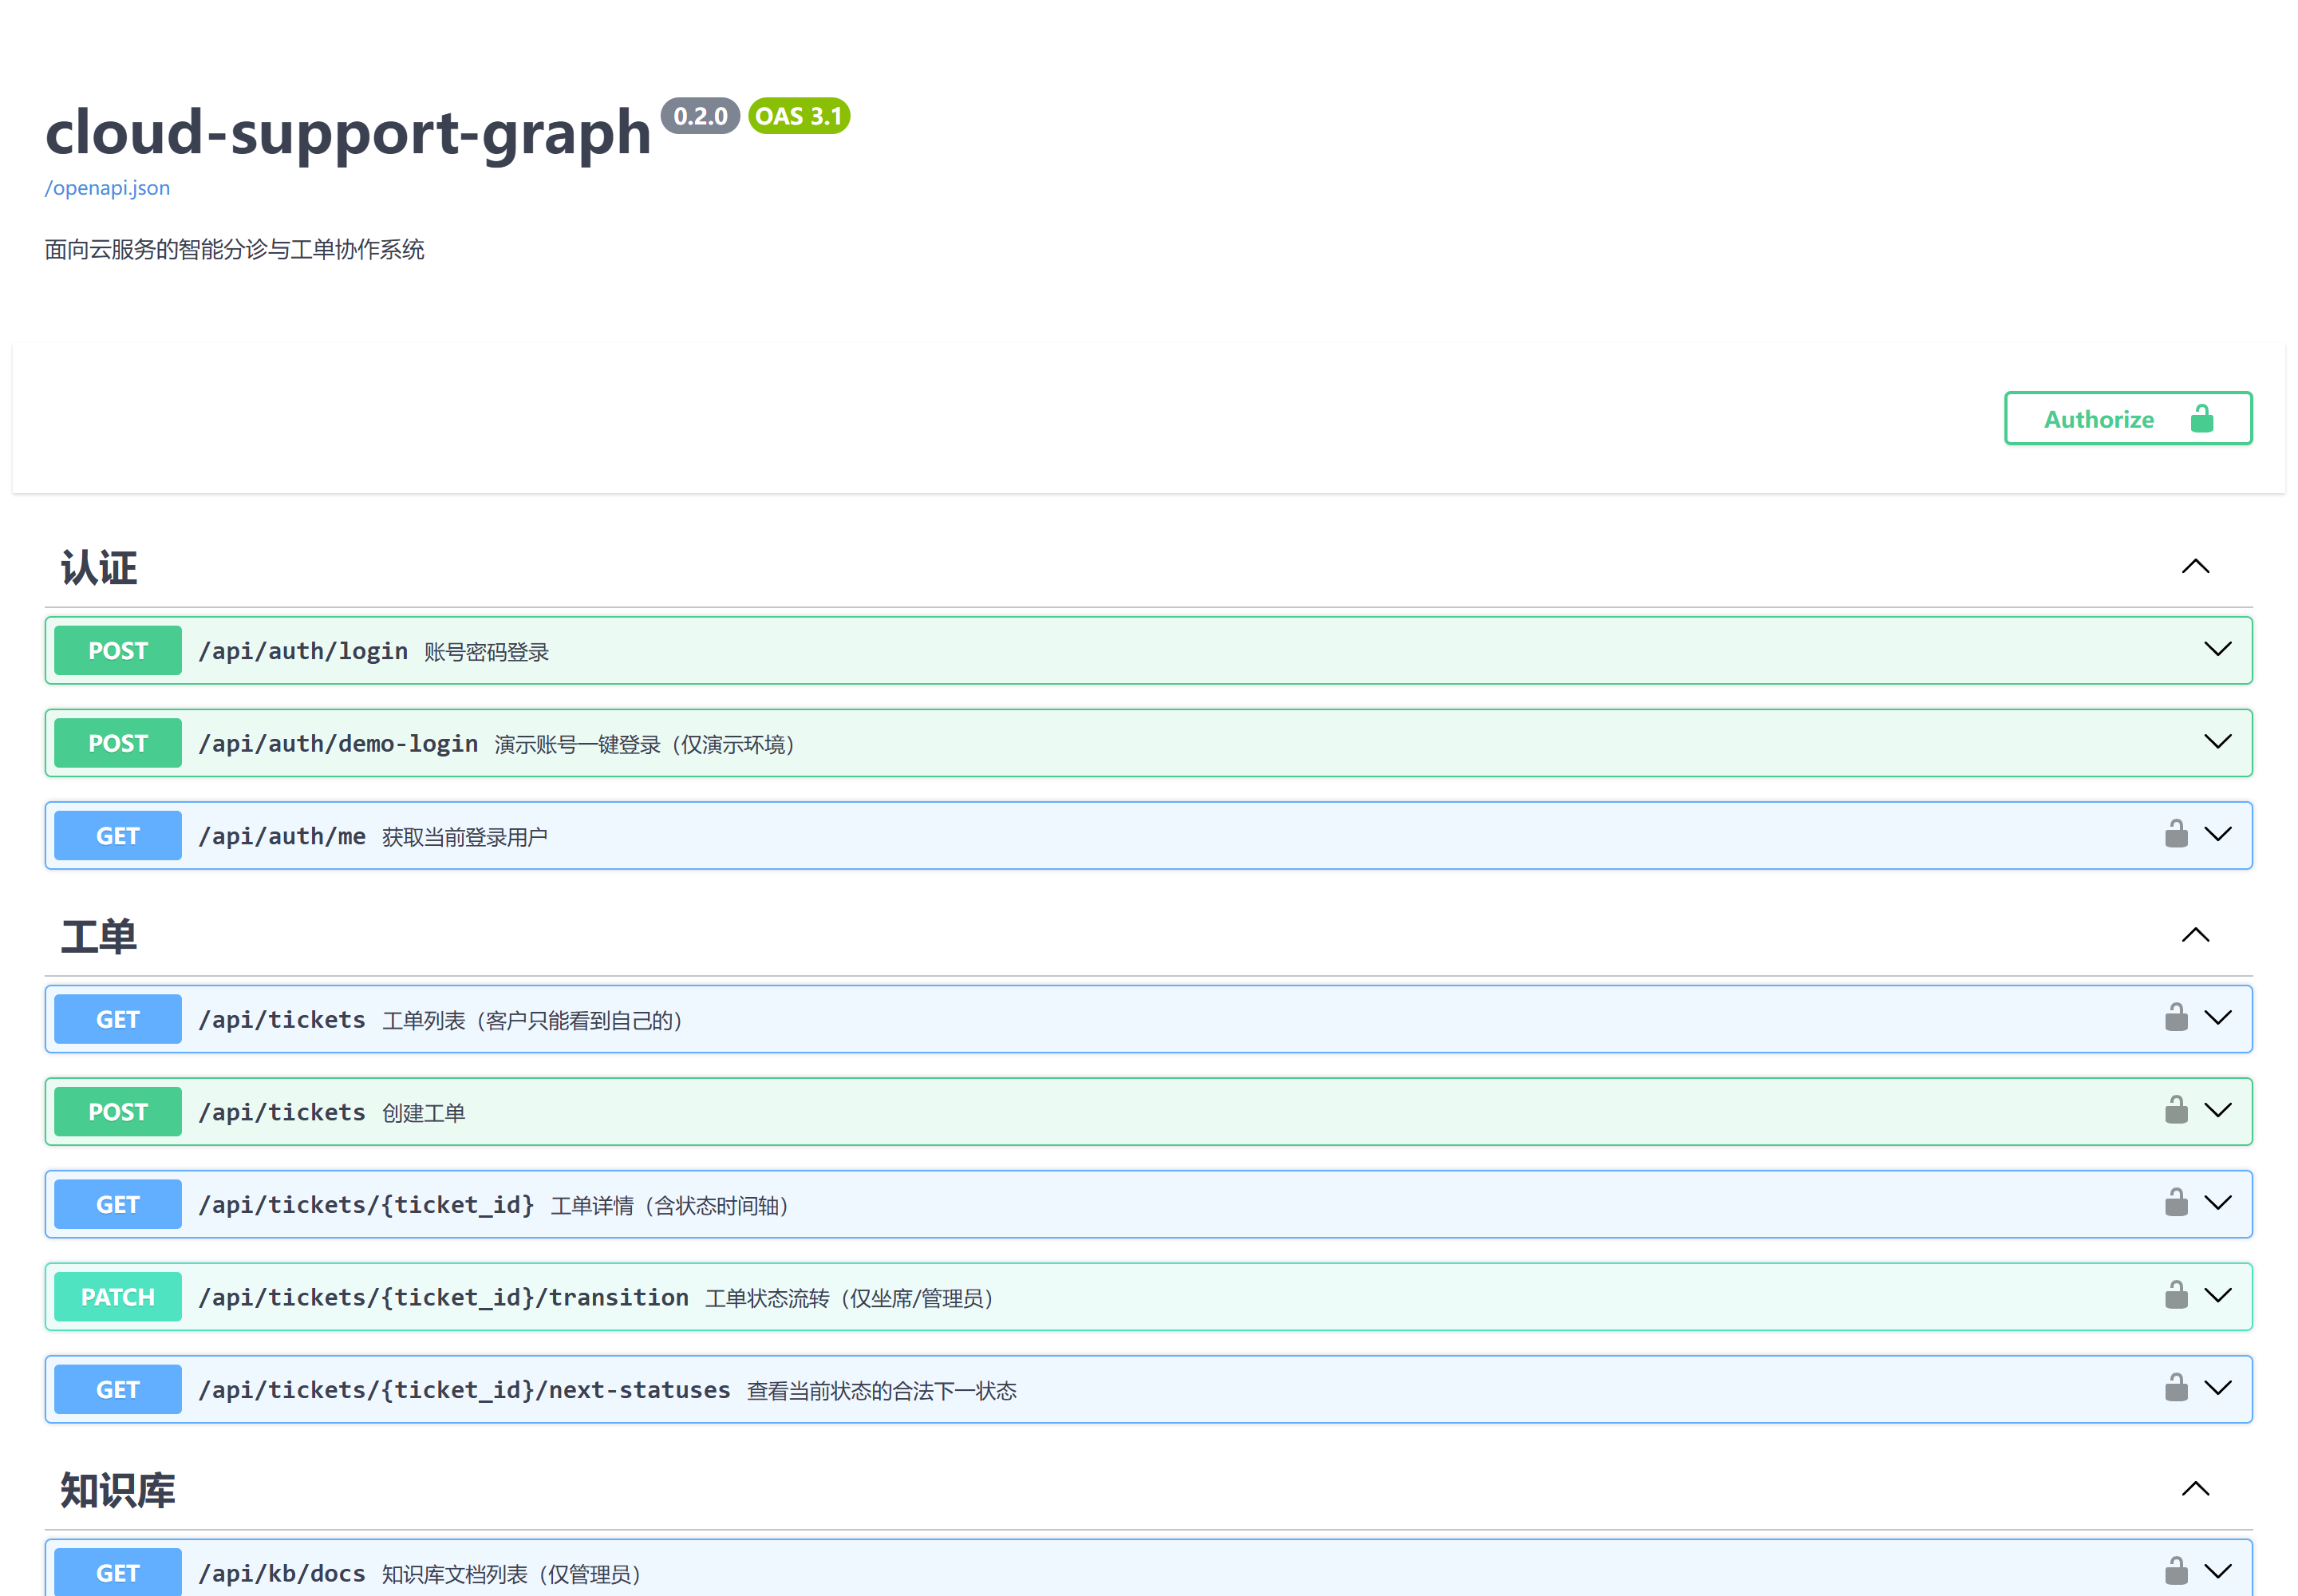 cloud-support-graph 0.2.0 OAS 3.1
/openapi.json
面向云服务的智能分诊与工单协作系统
Authorize
认证
POST /api/auth/login 账号密码登录
POST /api/auth/demo-login 演示账号一键登录（仅演示环境）
GET /api/auth/me 获取当前登录用户
工单
GET /api/tickets 工单列表（客户只能看到自己的）
POST /api/tickets 创建工单
GET /api/tickets/{ticket_id} 工单详情（含状态时间轴）
PATCH /api/tickets/{ticket_id}/transition 工单状态流转（仅坐席/管理员）
GET /api/tickets/{ticket_id}/next-statuses 查看当前状态的合法下一状态
知识库
GET /api/kb/docs 知识库文档列表（仅管理员）